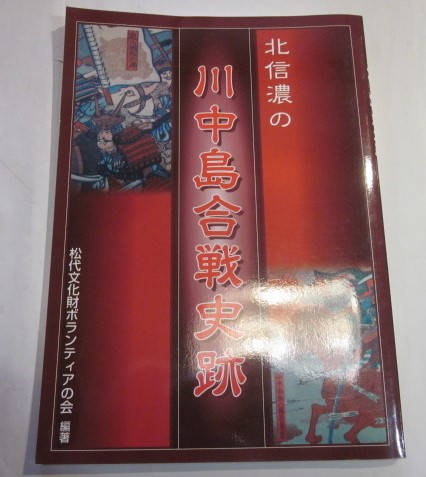 北信濃の
川中島合戦史跡
松代文化財ボランティアの会 編著